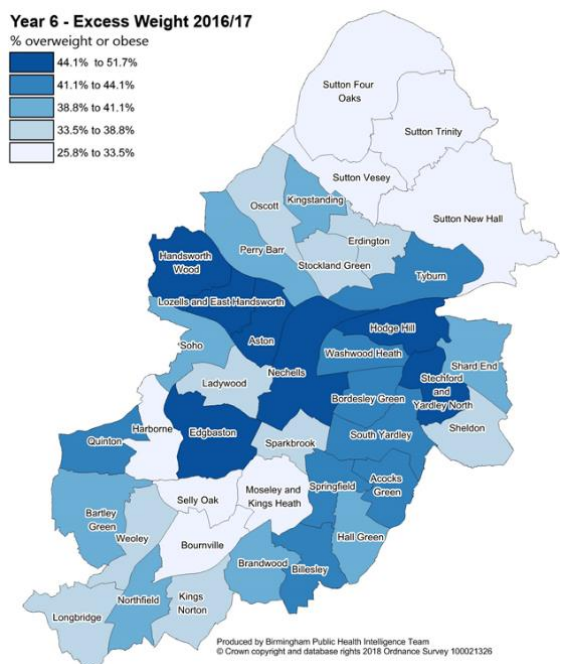 Year 6 - Excess Weight 2016/17
% overweight or obese
44.1% to 51.7%
41.1% to 44.1%
38.8% to 41.1%
33.5% to 38.8%
25.8% to 33.5%
Sutton Four
Oaks
Sutton Trinity
Sutton Vesey
Sutton New Hall
Oscott
Kingstanding
Erdington
Perry Barr
Stockland Green
Tyburn
Handsworth
Wood
Lozells and East Handsworth
Aston
Hodge Hill
Soho
Washwood Heath
Shard End
Nechells
Ladywood
Stechford
and
Yardley North
Bordesley Green
Harborne
Edgbaston
Quinton
South Yardley
Sheldon
Sparkbrook
Selly Oak
Moseley and
Kings Heath
Springfield
Acocks
Green
Bartley
Green
Weoley
Bournville
Hall Green
Brandwood
Billesley
Northfield
Kings
Norton
Longbridge
Produced by Birmingham Public Health Intelligence Team
© Crown copyright and database rights 2018 Ordnance Survey 100021326